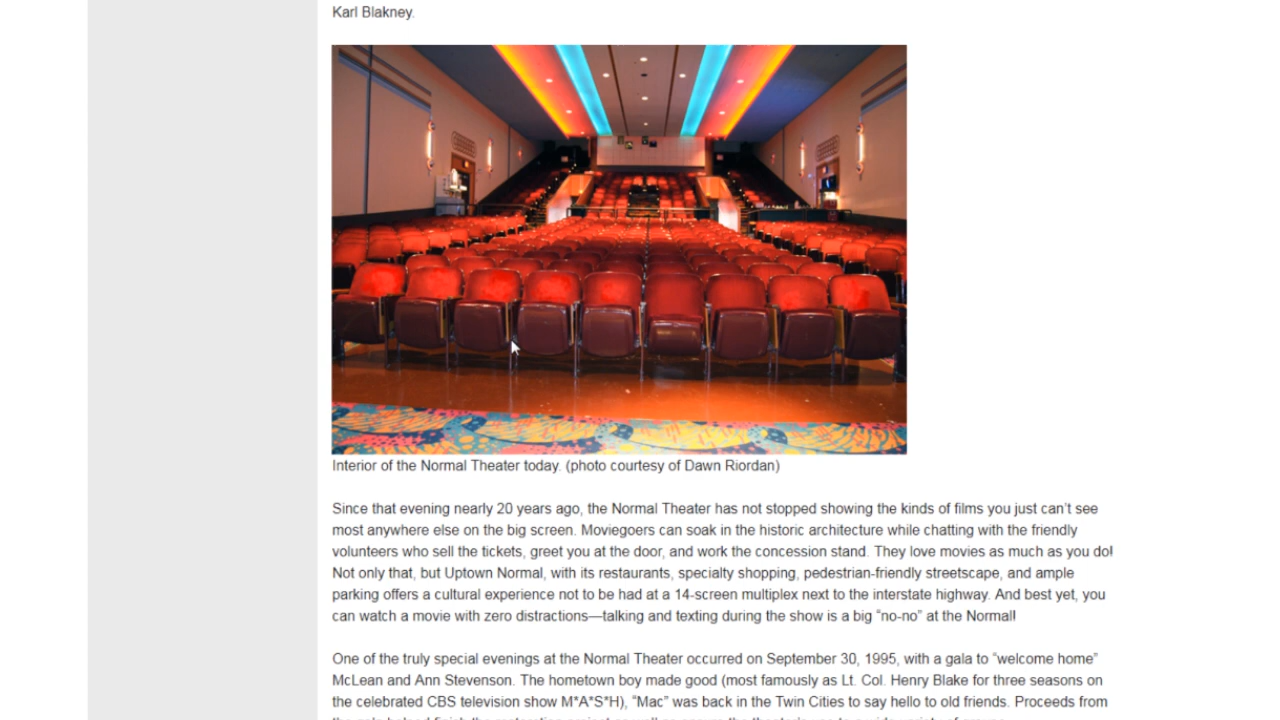 Karl Blakney.
Interior of the Normal Theater today. (photo courtesy of Dawn Riordan)
Since that evening nearly 20 years ago, the Normal Theater has not stopped showing the kinds of films you just can’t see
most anywhere else on the big screen. Moviegoers can soak in the historic architecture while chatting with the friendly
volunteers who sell the tickets, greet you at the door, and work the concession stand. They love movies as much as you do!
Not only that, but Uptown Normal, with its restaurants, specialty shopping, pedestrian-friendly streetscape, and ample
parking offers a cultural experience not to be had at a 14-screen multiplex next to the interstate highway. And best yet, you
can watch a movie with zero distractions—talking and texting during the show is a big “no-no” at the Normal!
One of the truly special evenings at the Normal Theater occurred on September 30, 1995, with a gala to “welcome home”
McLean and Ann Stevenson. The hometown boy made good (most famously as Lt. Col. Henry Blake for three seasons on
the celebrated CBS television show M*A*S*H), “Mac” was back in the Twin Cities to say hello to old friends. Proceeds from